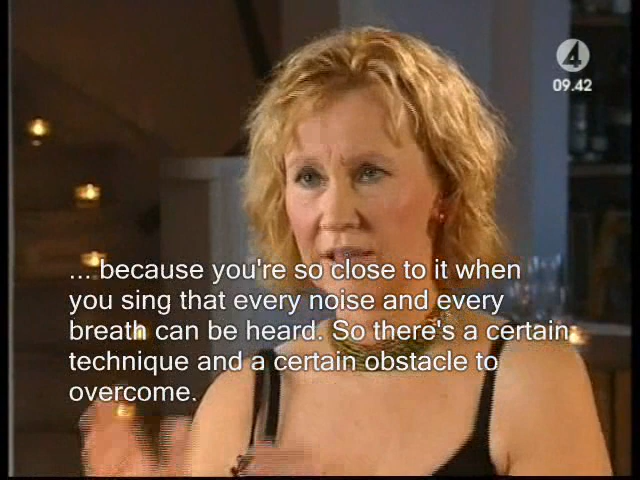 4
09.42
... because you're so close to it when
you sing that every noise and every
breath can be heard. So there's a certain
technique and a certain obstacle to
overcome.